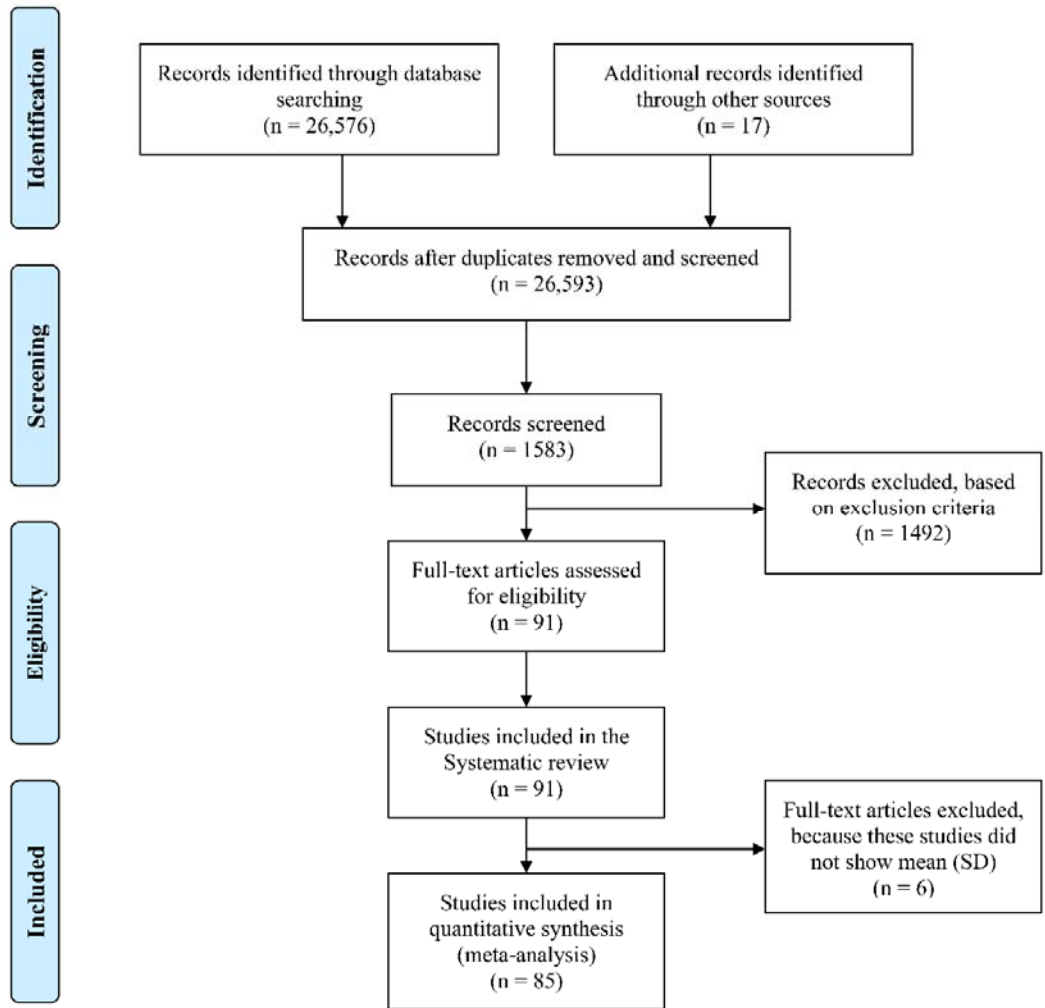 Identification
Records identified through database
searching
(n = 26,576)
Additional records identified
through other sources
(n = 17)
Records after duplicates removed and screened
(n = 26,593)
Screening
Records screened
(n = 1583)
Records excluded, based
on exclusion criteria
(n = 1492)
Eligibility
Full-text articles assessed
for eligibility
(n = 91)
Studies included in the
Systematic review
(n = 91)
Included
Full-text articles excluded,
because these studies did
not show mean (SD)
(n = 6)
Studies included in
quantitative synthesis
(meta-analysis)
(n = 85)